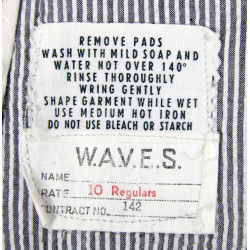 REMOVE PADS
WASH WITH MILD SOAP AND
WATER NOT OVER 140°
RINSE THOROUGHLY
WRING GENTLY
SHAPE GARMENT WHILE WET
USE MEDIUM HOT IRON
DO NOT USE BLEACH OR STARCH
W.A.V.E.S.
NAME
RATE 10 Regulars
CONTRACT NO. 142